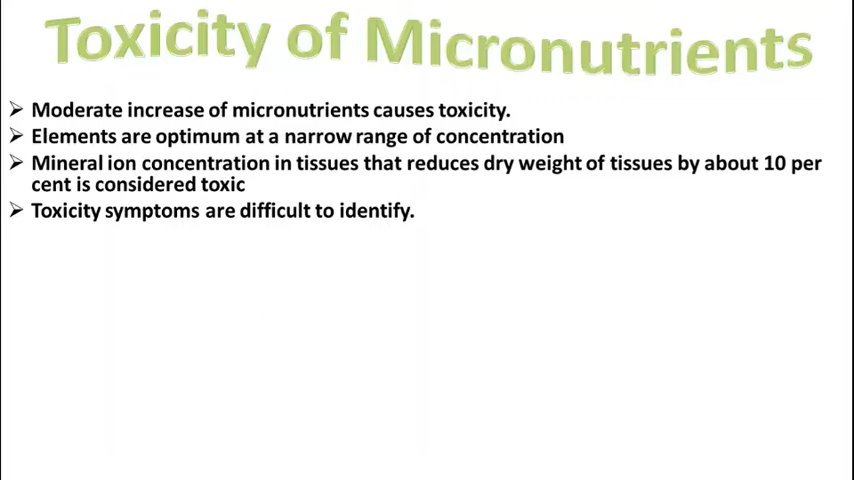 Toxicity of Micronutrients
➢ Moderate increase of micronutrients causes toxicity.
➢ Elements are optimum at a narrow range of concentration
➢ Mineral ion concentration in tissues that reduces dry weight of tissues by about 10 per
cent is considered toxic
➢ Toxicity symptoms are difficult to identify.